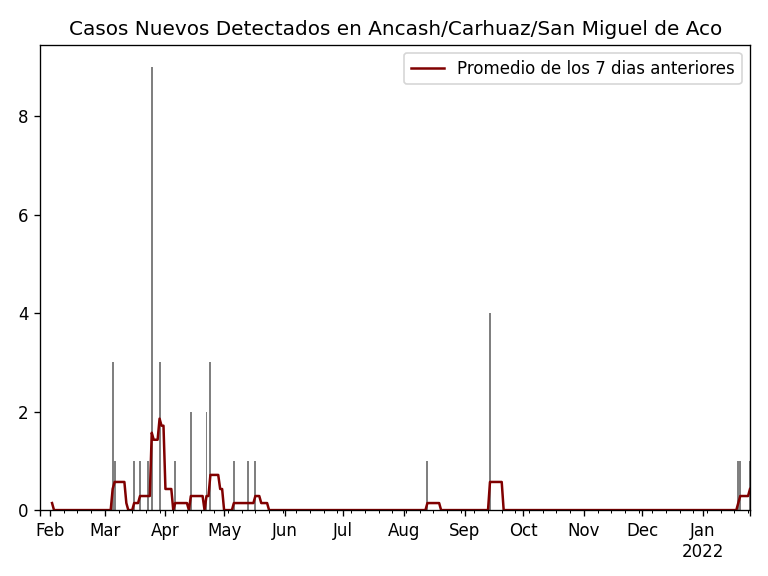 Casos Nuevos Detectados en Ancash/Carhuaz/San Miguel de Aco
Promedio de los 7 dias anteriores
8
6
4
2
0
Feb Mar Apr May Jun Jul Aug Sep Oct Nov Dec Jan
2022